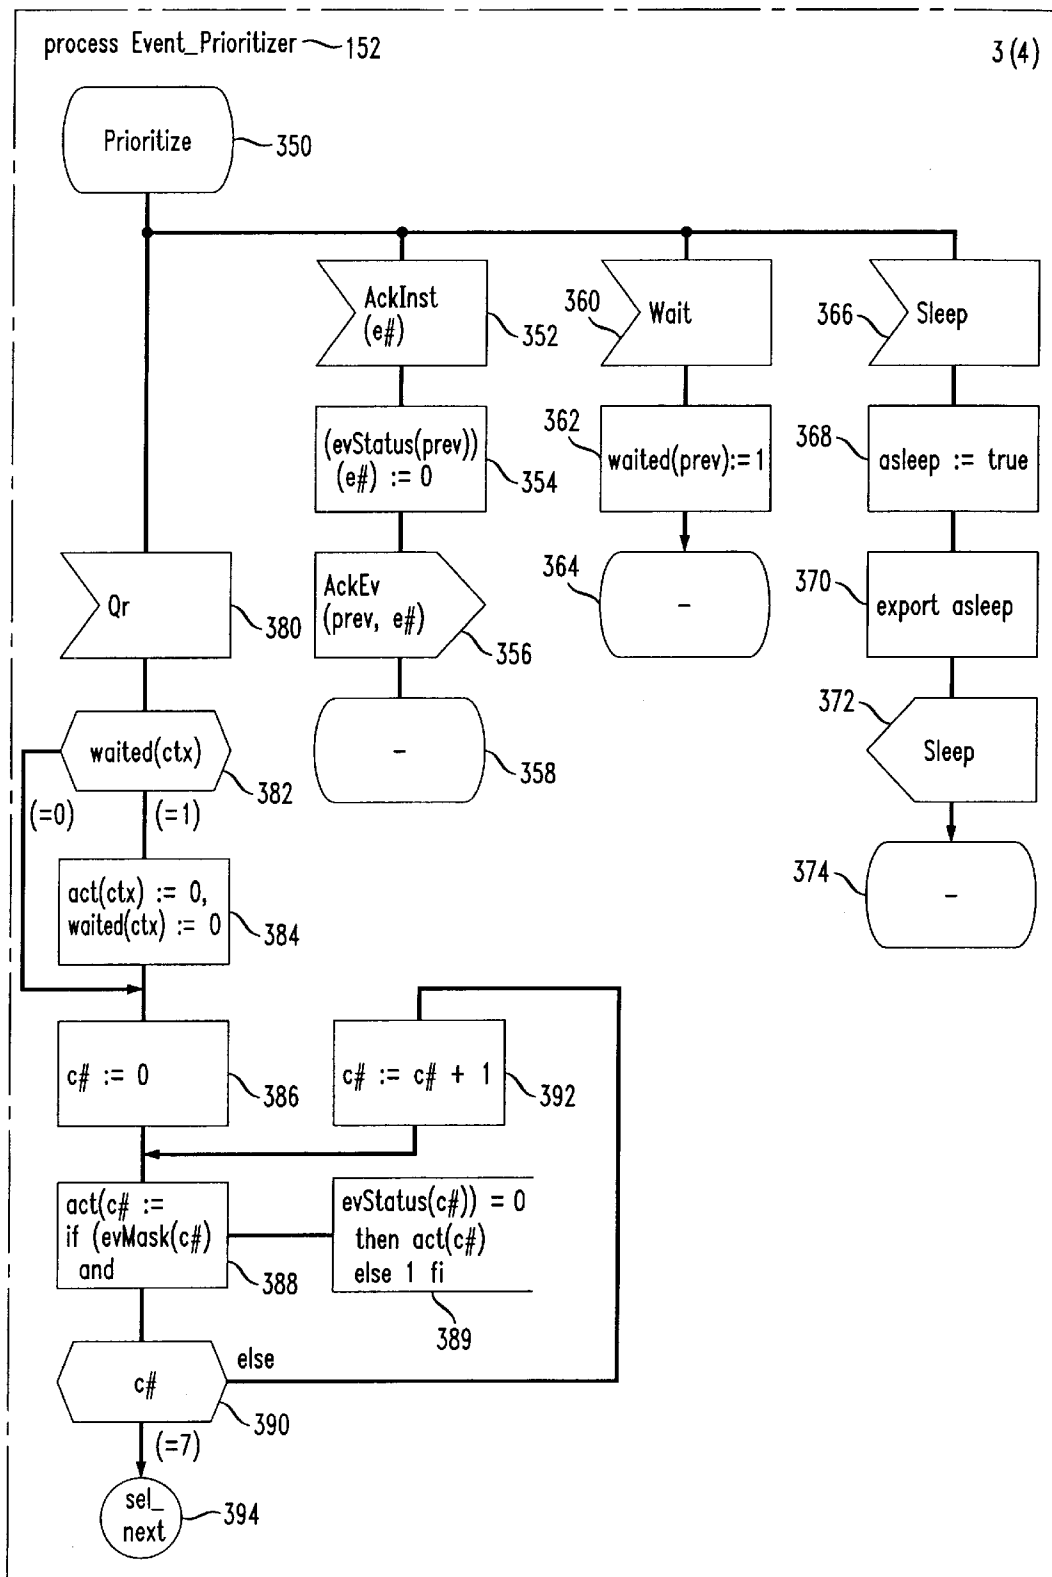 process Event_Prioritizer 152
3(4)
Prioritize
350
AckInst
(e#)
352
360
Wait
366
Sleep
(evStatus(prev))
(e#) := 0
354
362
waited(prev):=1
368
asleep := true
Qr
380
AckEv
(prev, e#)
356
364
-
370
export asleep
waited(ctx)
382
(=0)
(=1)
-
358
372
Sleep
act(ctx) := 0,
waited(ctx) := 0
384
374
-
c# := 0
386
c# := c# + 1
392
act(c# :=
if (evMask(c#)
and
388
evStatus(c#)) = 0
then act(c#)
else 1 fi
389
c#
else
390
(=7)
sel_
next
394